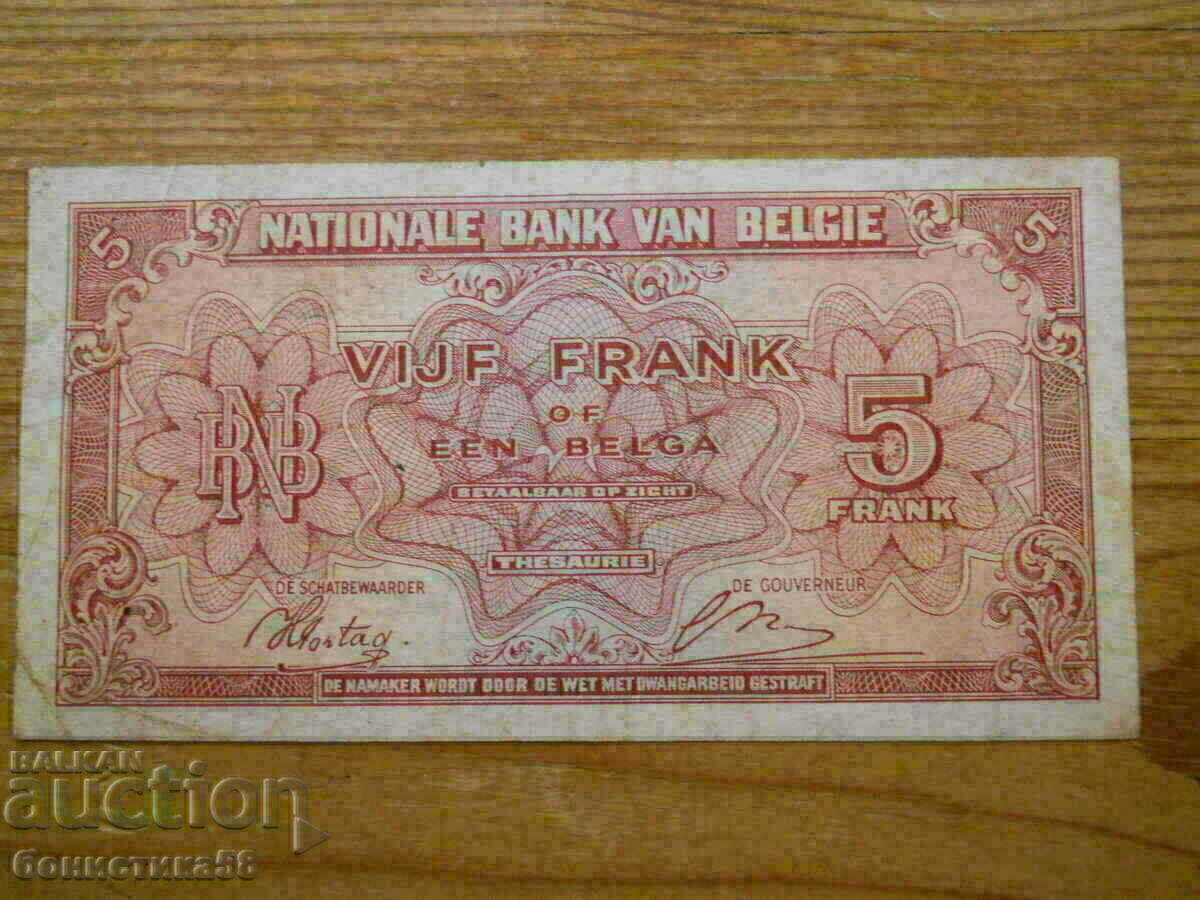 5
NATIONALE BANK VAN BELGIE
5
VIJF FRANK
OF
EEN BELGA
BETAALBAAR OP ZICHT
BNB
5
FRANK
THESAURIE
DE SCHATBEWAARDER
DE GOUVERNEUR
DE NAMAKER WORDT DOOR DE WET MET DWANGARBEID GESTRAFT
BALKAN
auction
бонистика58